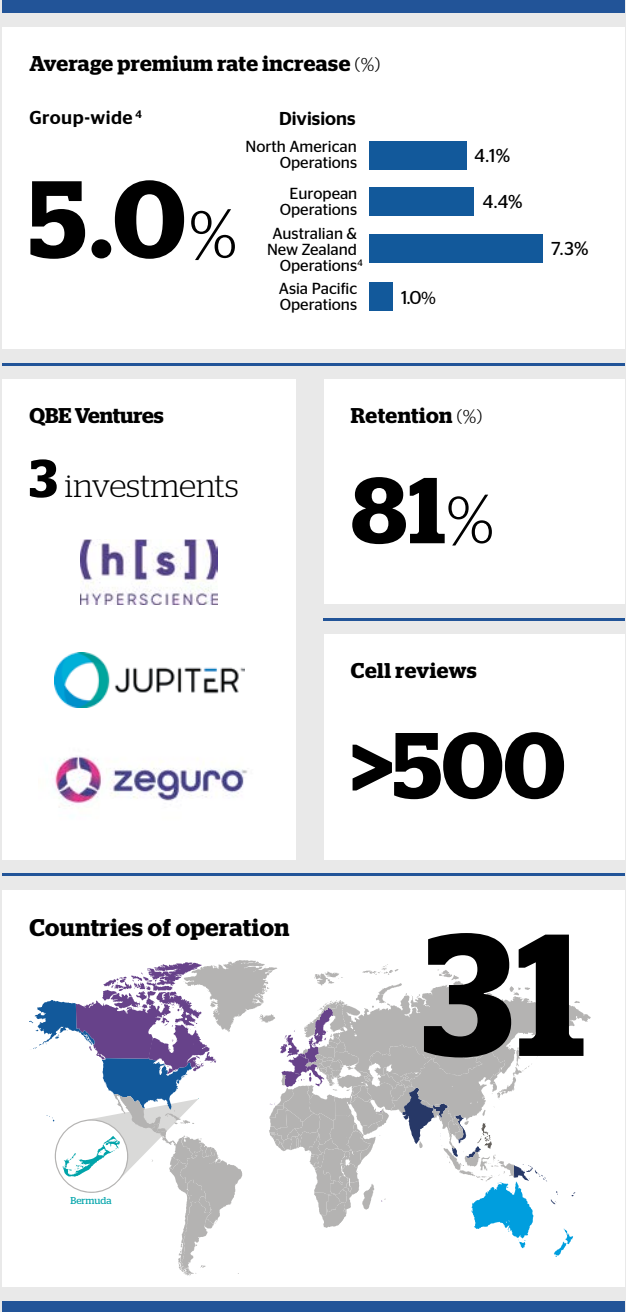 Average premium rate increase (%)
Group-wide 4
5.0%
Divisions
North American
Operations
4.1%
European
Operations
4.4%
Australian &
New Zealand
Operations4
7.3%
Asia Pacific
Operations
1.0%
QBE Ventures
3 investments
(h[s])
HYPERSCIENCE
JUPITER™
zeguro™
Retention (%)
81%
Cell reviews
>500
Countries of operation
31
Bermuda